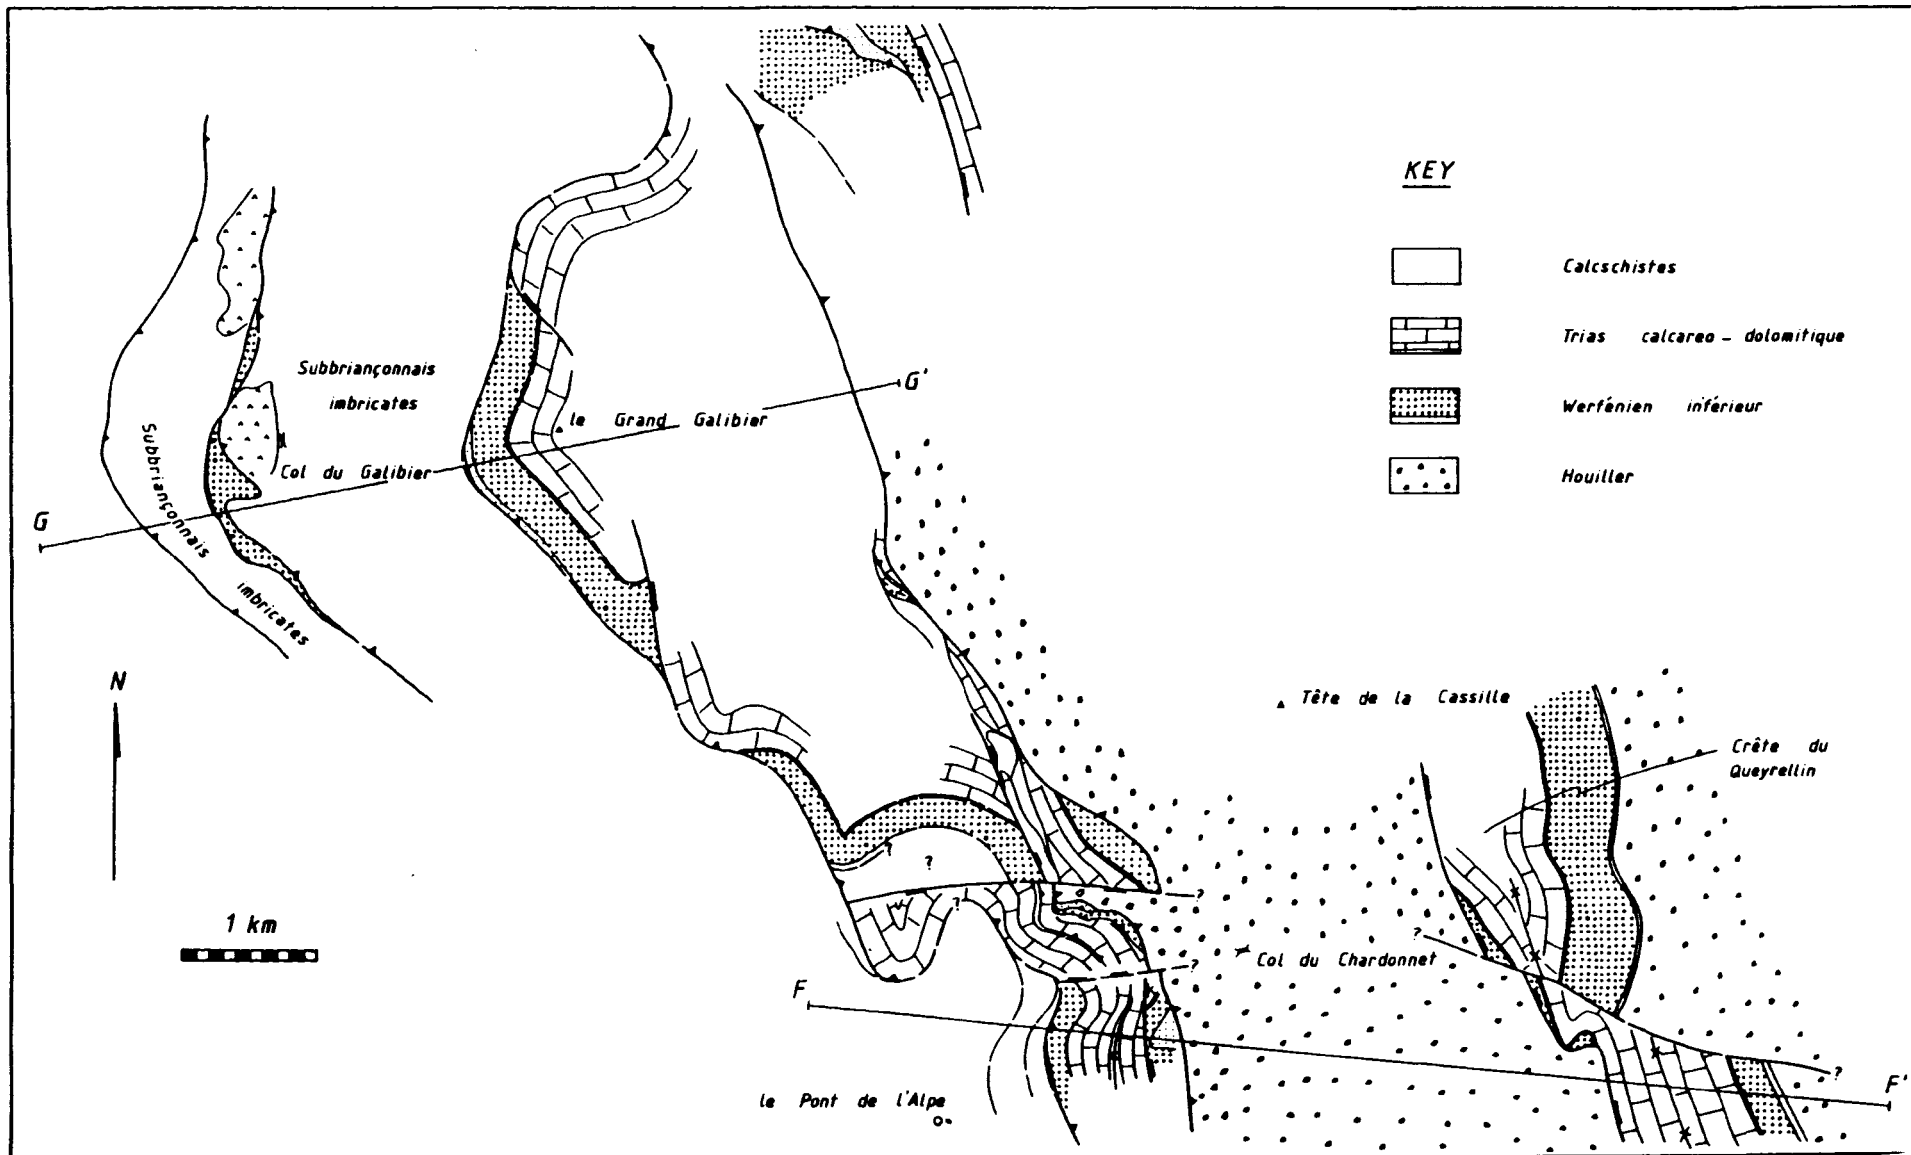 KEY
Calcschistes
Trias calcareo - dolomitique
Werfénien inférieur
Houiller
Subbriançonnais
imbricates
le Grand Galibier
G'
Col du Galibier
G
Subbriançonnais
imbricates
N
1 km
Tête de la Cassille
Crête du
Queyrellin
?
?
?
?
?
?
?
Col du Chardonnet
F
F'
le Pont de l'Alpe